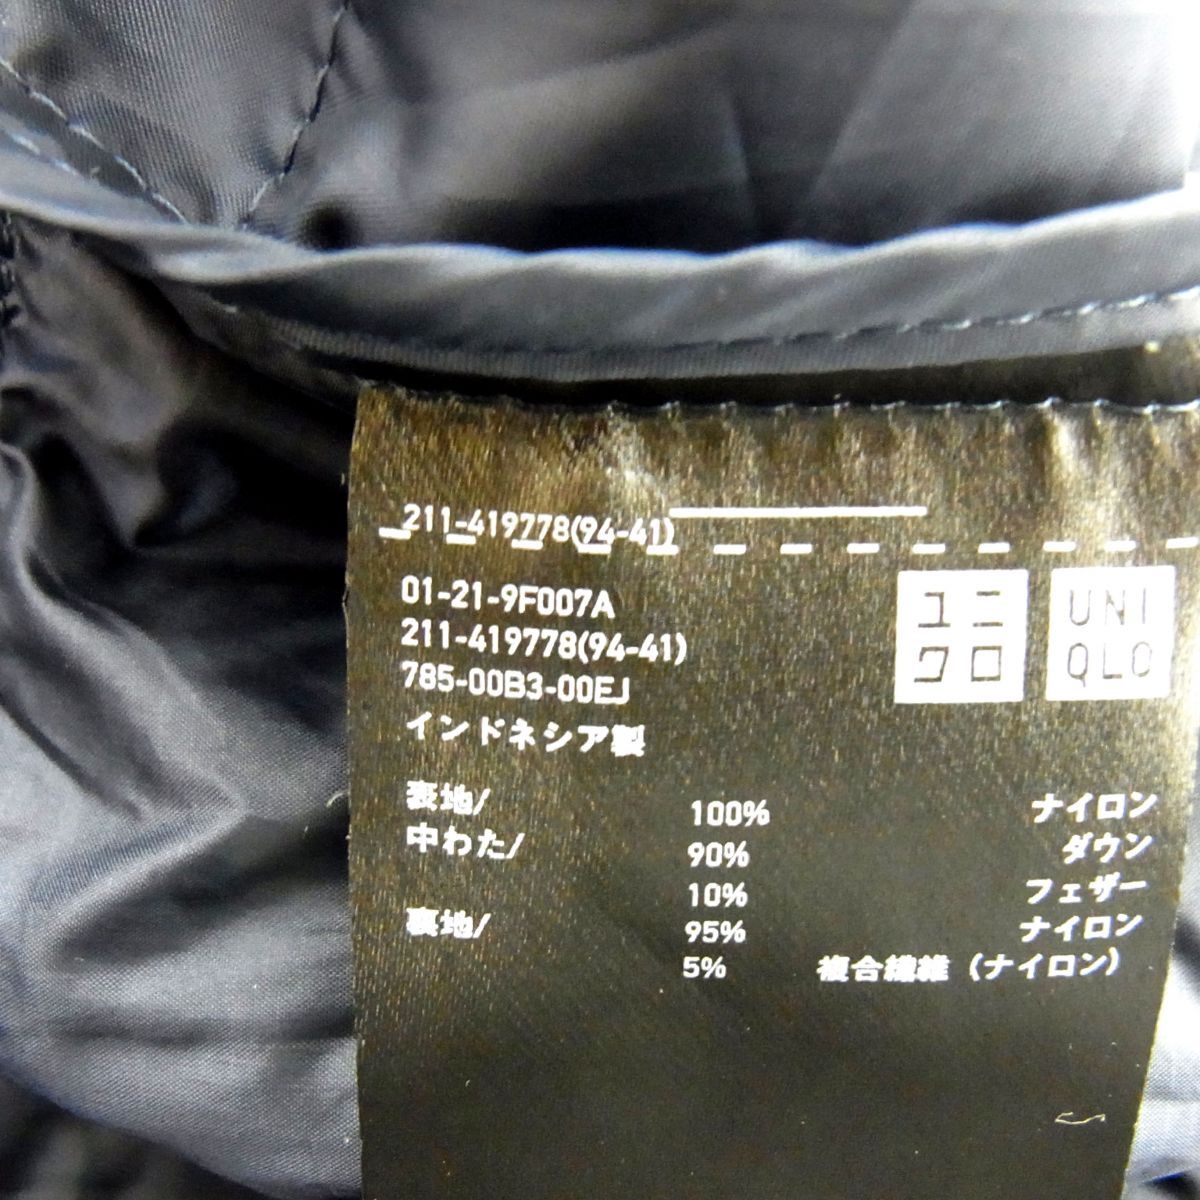 211-419778(94-41)
01-21-9F007A
211-419778(94-41)
785-00B3-00EJ
インドネシア製
ユニ
クロ
UNI
QLO
表地/ 100% ナイロン
中わた/ 90% ダウン
10% フェザー
裏地/ 95% ナイロン
5% 複合繊維(ナイロン)